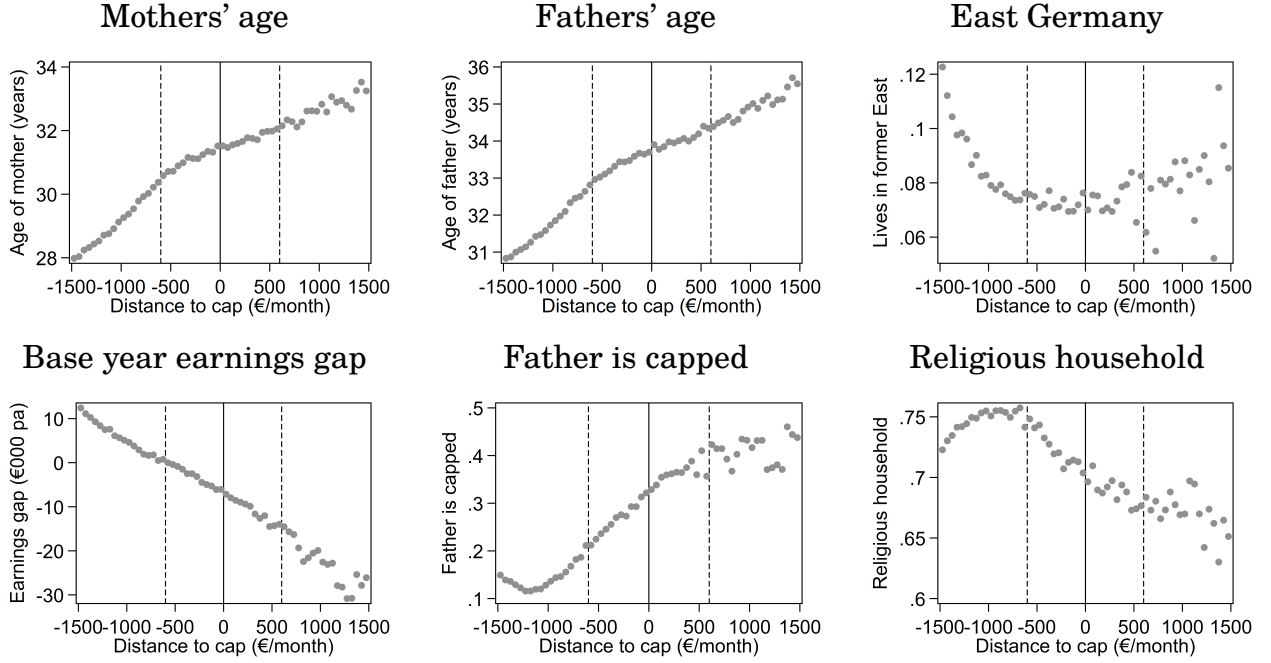 Mothers’ age
Age of mother (years)
34
32
30
28
-1500 -1000 -500 0 500 1000 1500
Distance to cap (€/month)
Fathers’ age
Age of father (years)
36
35
34
33
32
31
-1500 -1000 -500 0 500 1000 1500
Distance to cap (€/month)
East Germany
Lives in former East
.12
.1
.08
.06
-1500 -1000 -500 0 500 1000 1500
Distance to cap (€/month)
Base year earnings gap
Earnings gap (€000 pa)
10
0
-10
-20
-30
-1500 -1000 -500 0 500 1000 1500
Distance to cap (€/month)
Father is capped
Father is capped
.5
.4
.3
.2
.1
-1500 -1000 -500 0 500 1000 1500
Distance to cap (€/month)
Religious household
Religious household
.75
.7
.65
.6
-1500 -1000 -500 0 500 1000 1500
Distance to cap (€/month)